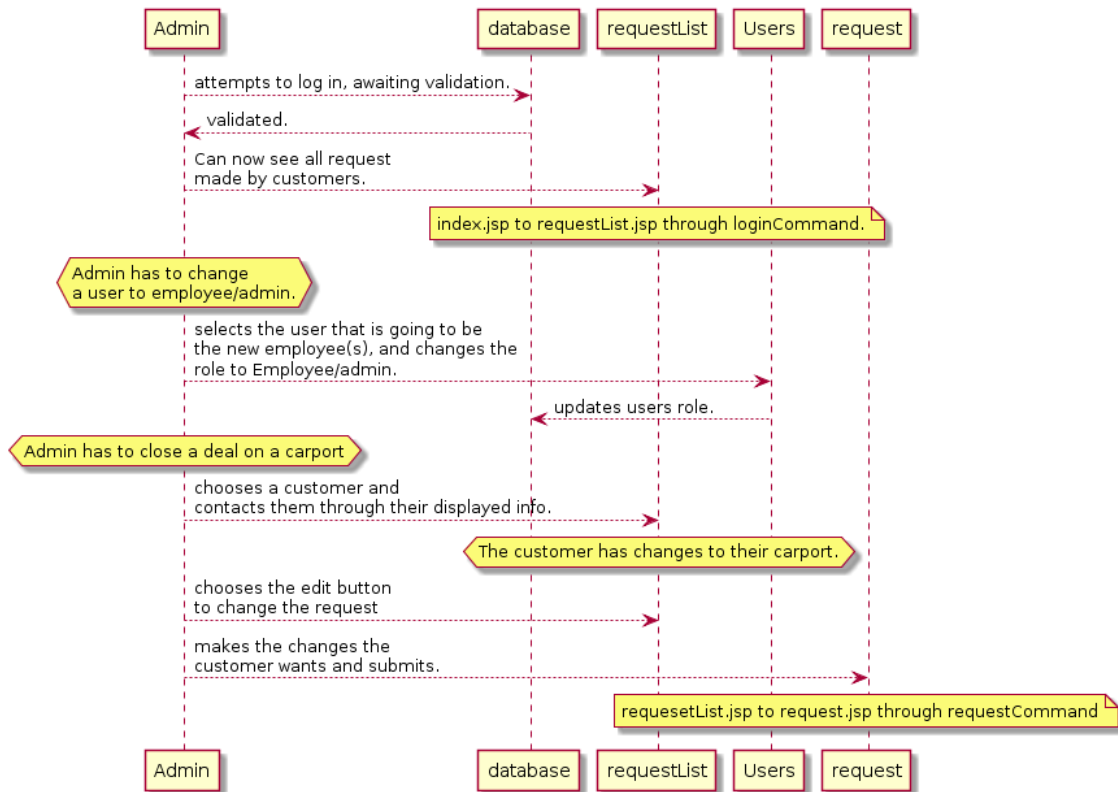 Admin
database
requestList
Users
request
attempts to log in, awaiting validation.
validated.
Can now see all request
made by customers.
index.jsp to requestList.jsp through loginCommand.
Admin has to change
a user to employee/admin.
selects the user that is going to be
the new employee(s), and changes the
role to Employee/admin.
updates users role.
Admin has to close a deal on a carport
chooses a customer and
contacts them through their displayed info.
The customer has changes to their carport.
chooses the edit button
to change the request
makes the changes the
customer wants and submits.
requesetList.jsp to request.jsp through requestCommand
Admin
database
requestList
Users
request